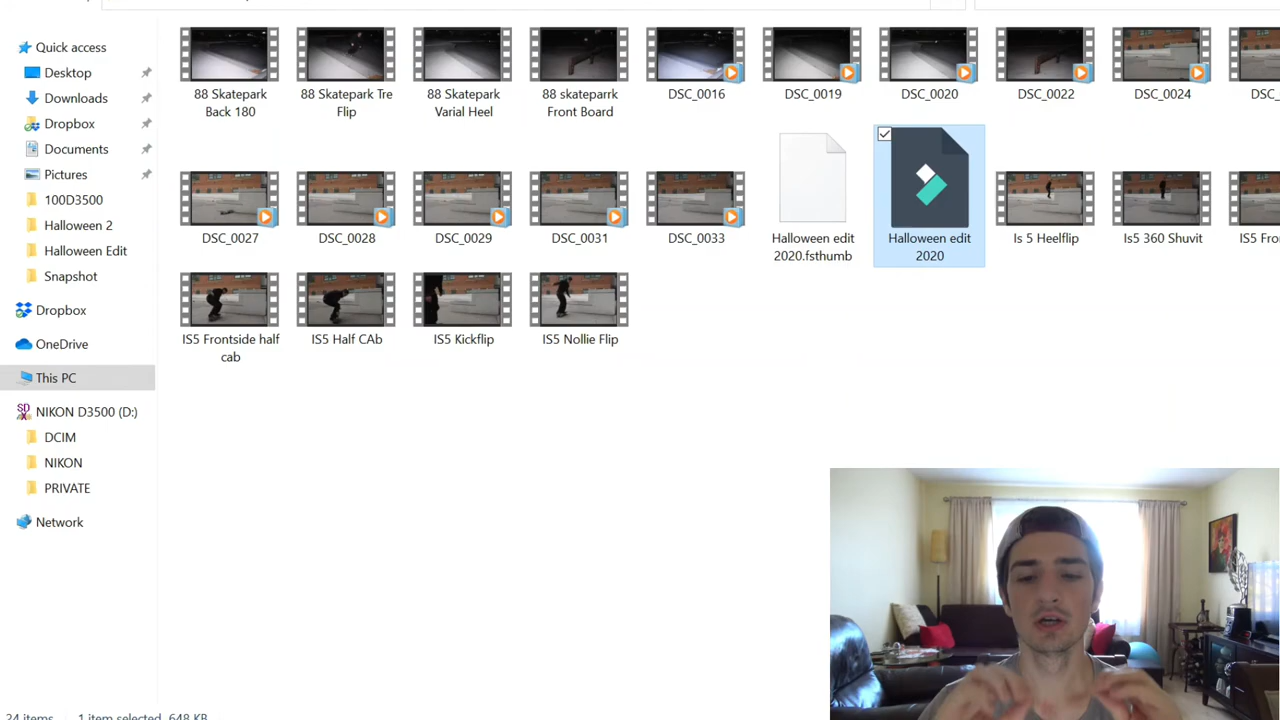 Quick access
Desktop
Downloads
Dropbox
Documents
Pictures
100D3500
Halloween 2
Halloween Edit
Snapshot
Dropbox
OneDrive
This PC
NIKON D3500 (D:)
DCIM
NIKON
PRIVATE
Network
88 Skatepark
Back 180
88 Skatepark Tre
Flip
88 Skatepark
Varial Heel
88 skateparrk
Front Board
DSC_0016
DSC_0019
DSC_0020
DSC_0022
DSC_0024
DSC_0027
DSC_0028
DSC_0029
DSC_0031
DSC_0033
Halloween edit
2020.fsthumb
Halloween edit
2020
Is 5 Heelflip
Is5 360 Shuvit
IS5 Frontside half
cab
IS5 Half CAb
IS5 Kickflip
IS5 Nollie Flip
24 items
1 item selected 648 KB